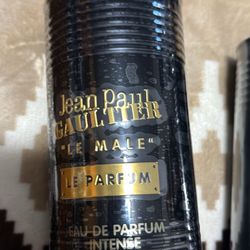 Jean Paul
GAULTIER
"LE MALE"
LE PARFUM
EAU DE PARFUM
INTENSE